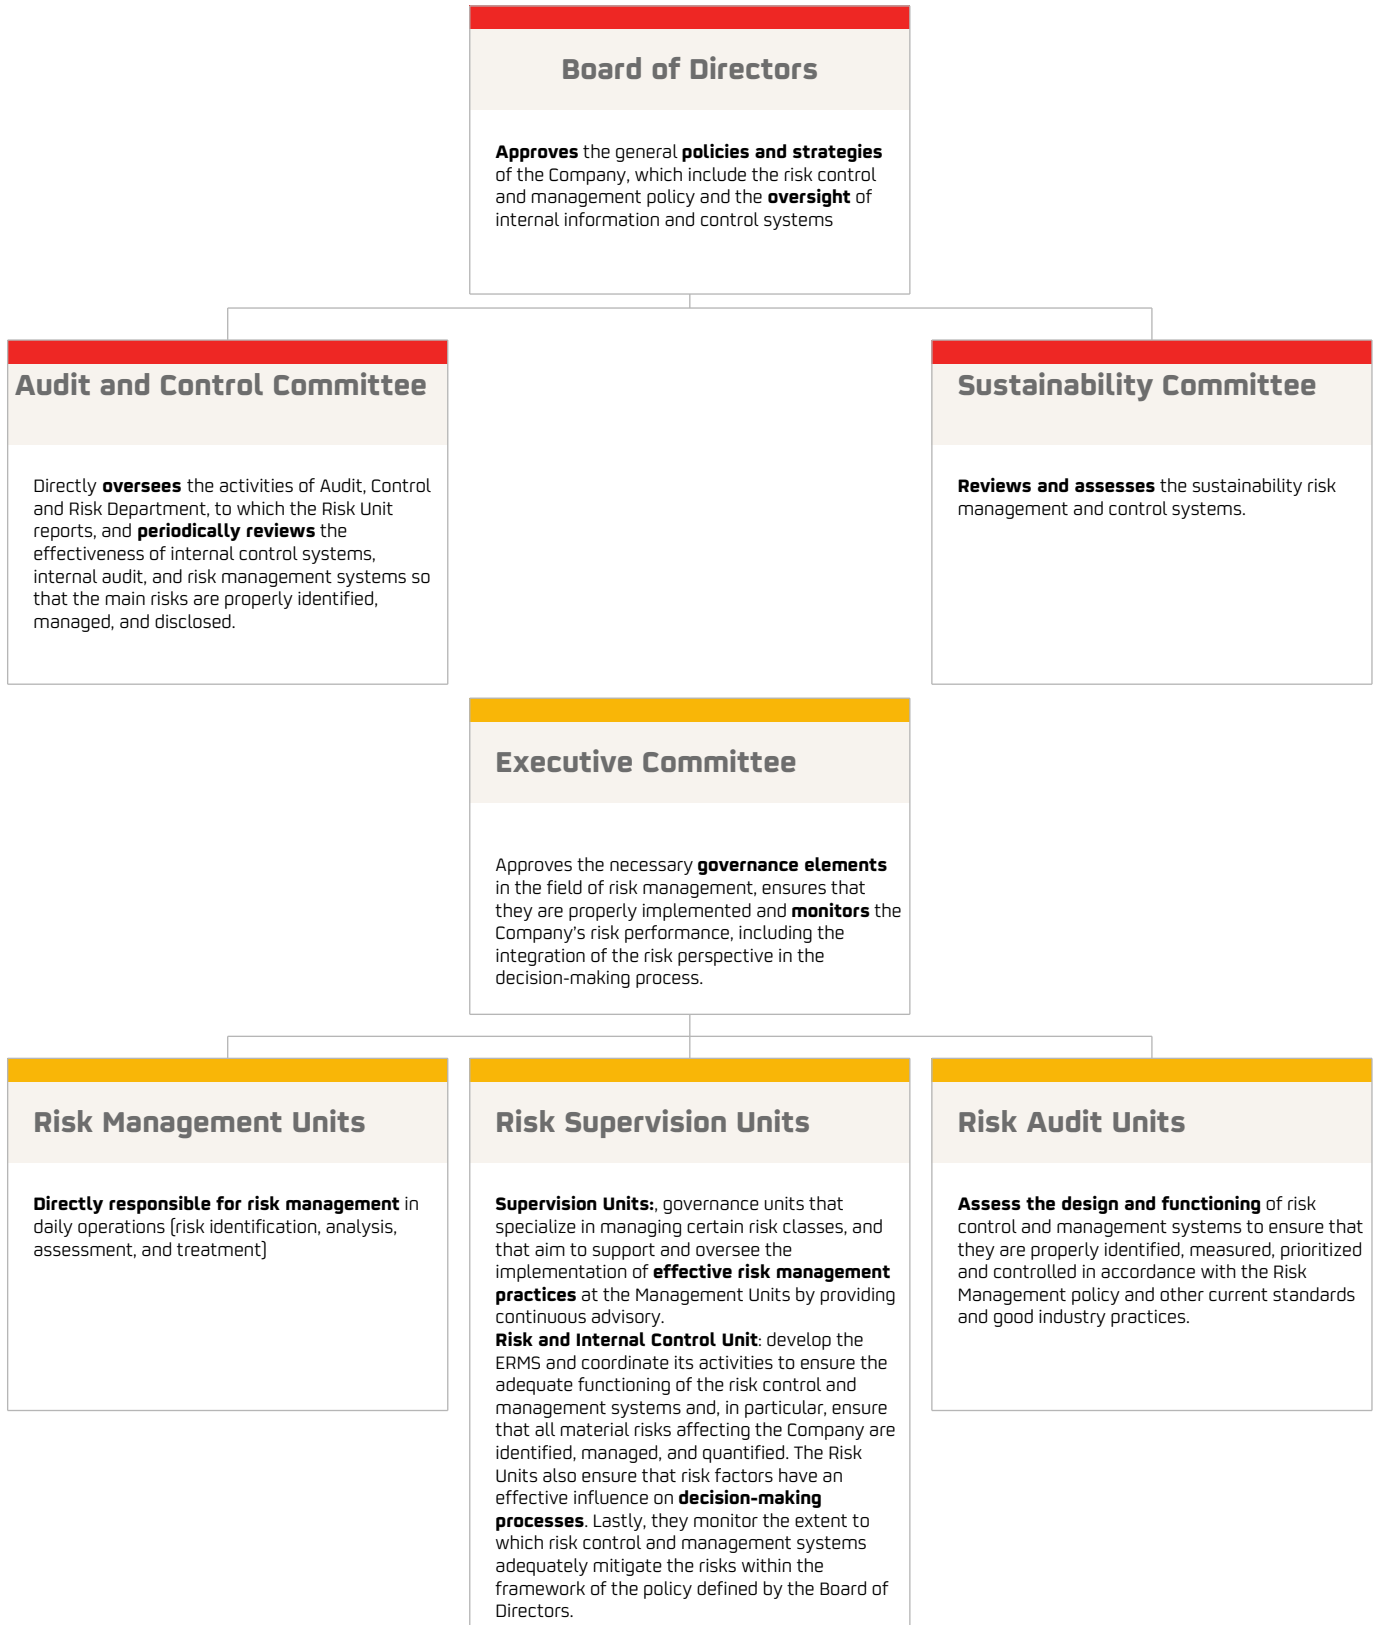 Board of Directors
Approves the general policies and strategies
of the Company, which include the risk control
and management policy and the oversight of
internal information and control systems
Audit and Control Committee
Directly oversees the activities of Audit, Control
and Risk Department, to which the Risk Unit
reports, and periodically reviews the
effectiveness of internal control systems,
internal audit, and risk management systems so
that the main risks are properly identified,
managed, and disclosed.
Sustainability Committee
Reviews and assesses the sustainability risk
management and control systems.
Executive Committee
Approves the necessary governance elements
in the field of risk management, ensures that
they are properly implemented and monitors the
Company's risk performance, including the
integration of the risk perspective in the
decision-making process.
Risk Management Units
Directly responsible for risk management in
daily operations (risk identification, analysis,
assessment, and treatment)
Risk Supervision Units
Supervision Units:, governance units that
specialize in managing certain risk classes, and
that aim to support and oversee the
implementation of effective risk management
practices at the Management Units by providing
continuous advisory.
Risk and Internal Control Unit: develop the
ERMS and coordinate its activities to ensure the
adequate functioning of the risk control and
management systems and, in particular, ensure
that all material risks affecting the Company are
identified, managed, and quantified. The Risk
Units also ensure that risk factors have an
effective influence on decision-making
processes. Lastly, they monitor the extent to
which risk control and management systems
adequately mitigate the risks within the
framework of the policy defined by the Board of
Directors.
Risk Audit Units
Assess the design and functioning of risk
control and management systems to ensure that
they are properly identified, measured, prioritized
and controlled in accordance with the Risk
Management policy and other current standards
and good industry practices.